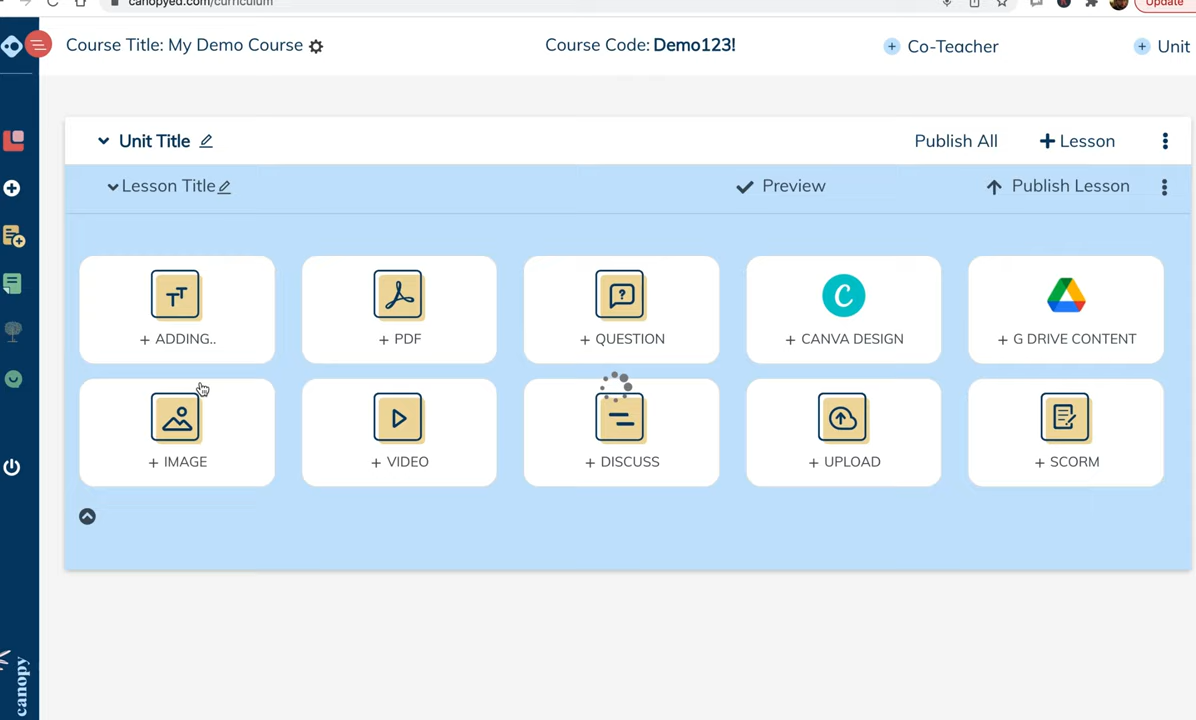 canopyed.com/curriculum
Update
Course Title: My Demo Course
Course Code: Demo123!
+ Co-Teacher
+ Unit
Unit Title
Publish All
+ Lesson
Lesson Title
Preview
Publish Lesson
TT
?
C
+ ADDING..
+ PDF
+ QUESTION
+ CANVA DESIGN
+ G DRIVE CONTENT
+ IMAGE
+ VIDEO
+ DISCUSS
+ UPLOAD
+ SCORM
canopy